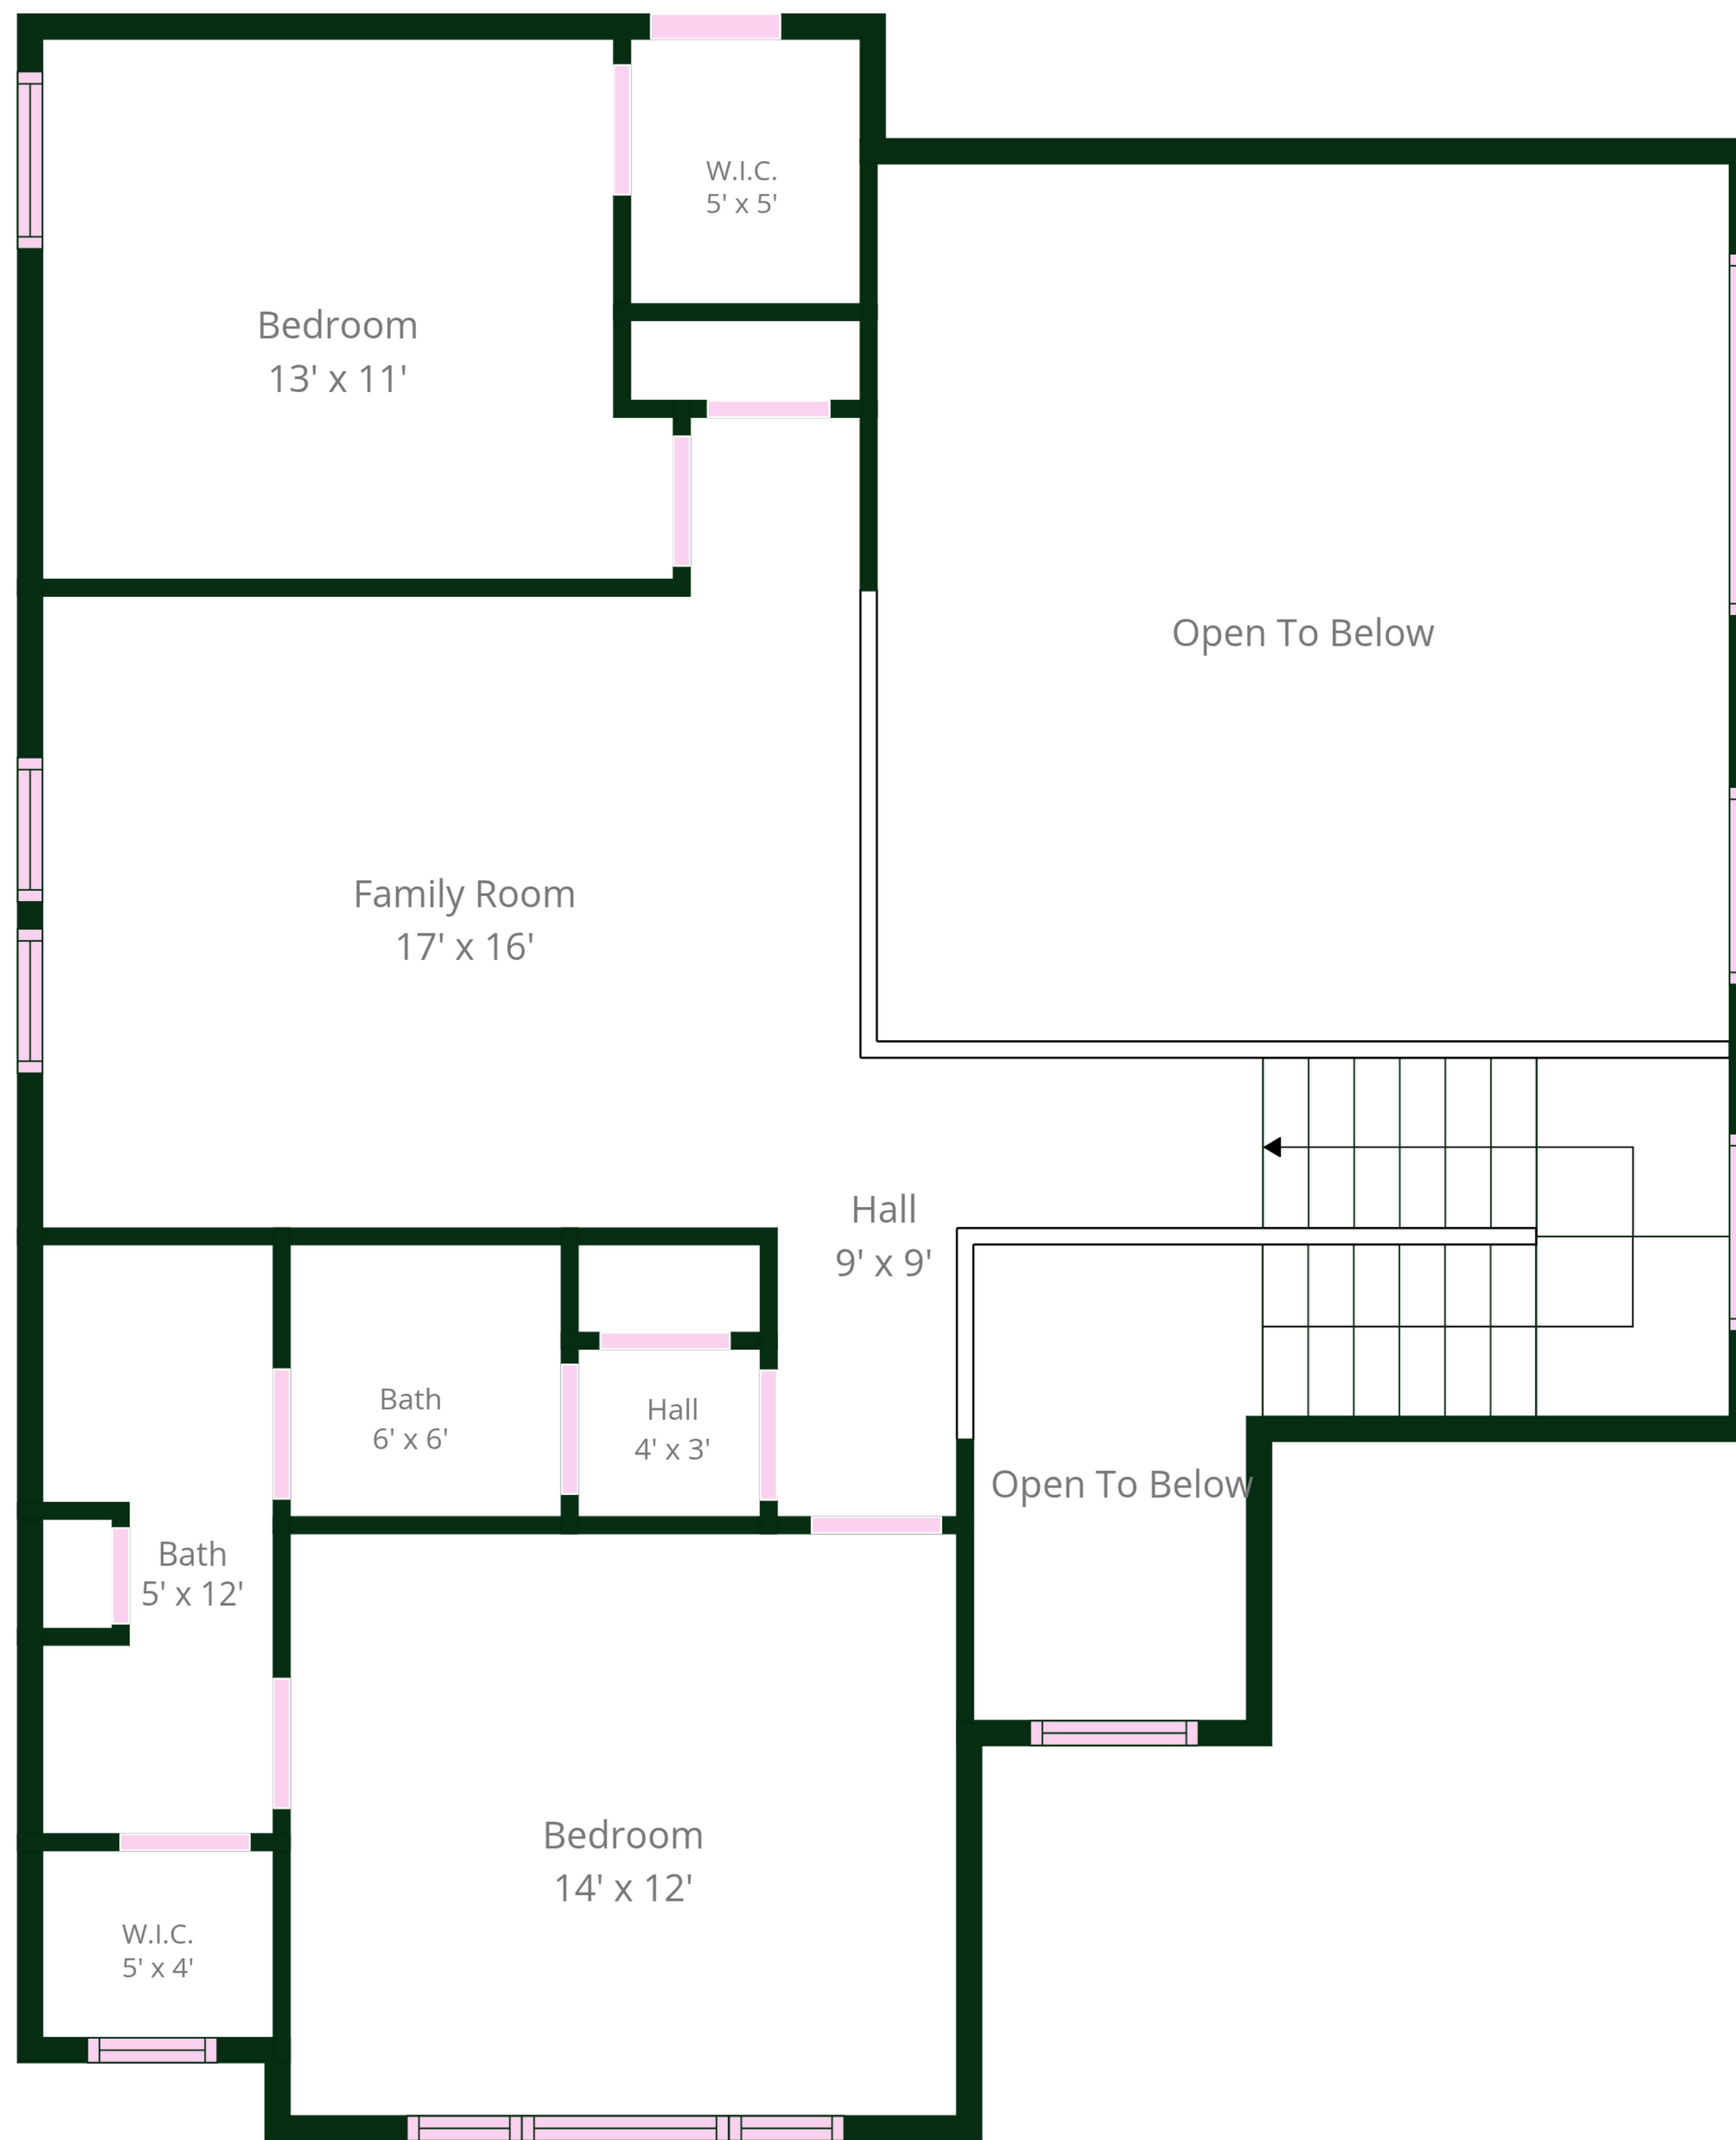 W.I.C.
5' x 5'
Bedroom
13' x 11'
Open To Below
Family Room
17' x 16'
Hall
9' x 9'
Bath
6' x 6'
Hall
4' x 3'
Open To Below
Bath
5' x 12'
Bedroom
14' x 12'
W.I.C.
5' x 4'